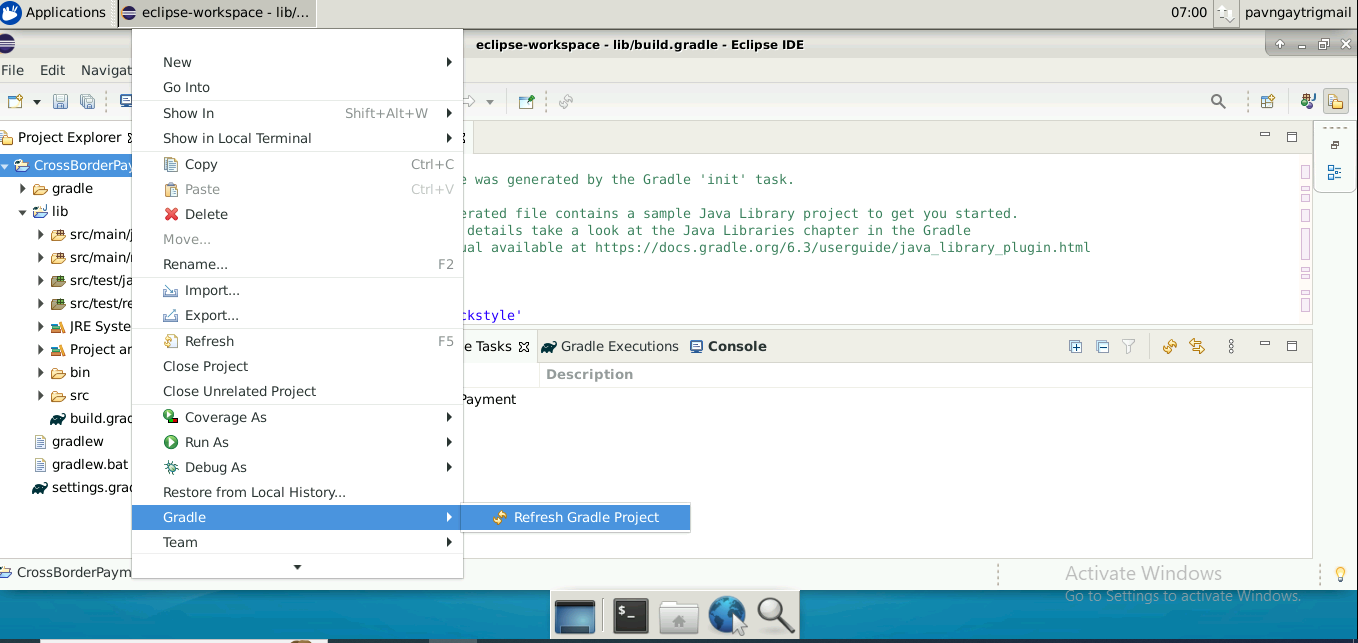 Applications
eclipse-workspace - lib/...
07:00
pavngaytrigmail
eclipse-workspace - lib/build.gradle - Eclipse IDE
File
Edit
Navigat
New
Go Into
Show In Shift+Alt+W
Show in Local Terminal
Copy Ctrl+C
Paste Ctrl+V
Delete
Move...
Rename... F2
Import...
Export...
Refresh F5
Close Project
Close Unrelated Project
Coverage As
Run As
Debug As
Restore from Local History...
Gradle
Team
Refresh Gradle Project
Project Explorer
CrossBorderPay
gradle
lib
src/main/j
src/main/r
src/test/ja
src/test/re
JRE Syste
Project an
bin
src
build.grad
gradlew
gradlew.bat
settings.grad
e was generated by the Gradle 'init' task.
erated file contains a sample Java Library project to get you started.
details take a look at the Java Libraries chapter in the Gradle
ual available at https://docs.gradle.org/6.3/userguide/java_library_plugin.html
ckstyle'
e Tasks
Gradle Executions
Console
Description
Payment
CrossBorderPaym
Activate Windows
Go to Settings to activate Windows.